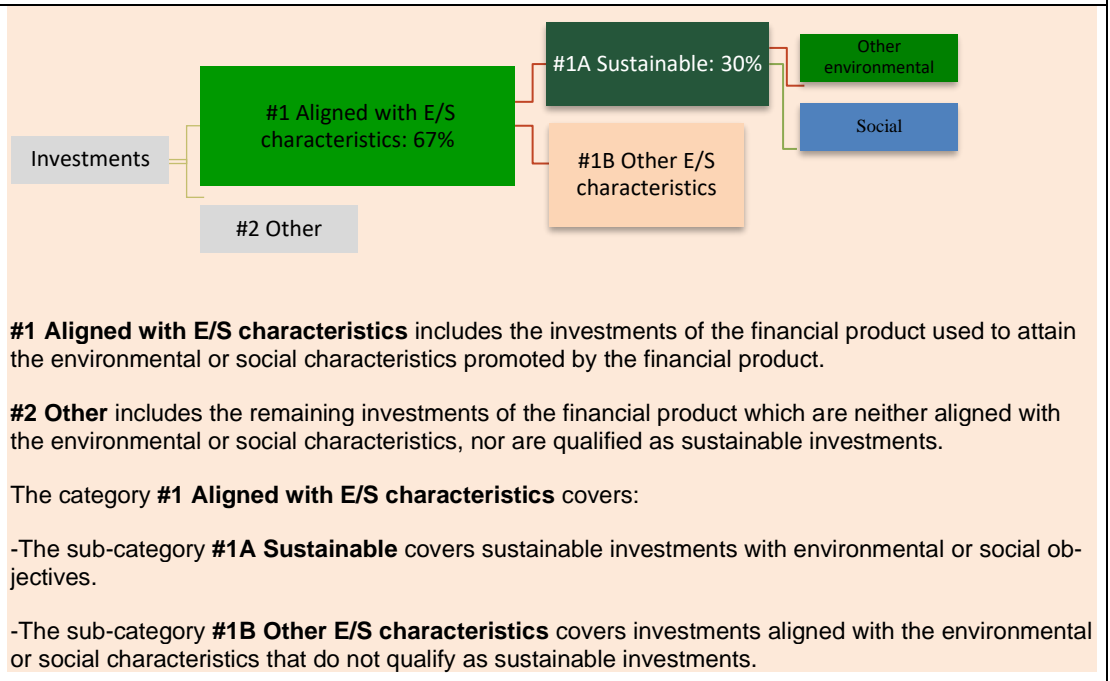 Investments
#1 Aligned with E/S
characteristics: 67%
#2 Other
#1A Sustainable: 30%
#1B Other E/S
characteristics
Other
environmental
Social
#1 Aligned with E/S characteristics includes the investments of the financial product used to attain
the environmental or social characteristics promoted by the financial product.
#2 Other includes the remaining investments of the financial product which are neither aligned with
the environmental or social characteristics, nor are qualified as sustainable investments.
The category #1 Aligned with E/S characteristics covers:
-The sub-category #1A Sustainable covers sustainable investments with environmental or social ob-
jectives.
-The sub-category #1B Other E/S characteristics covers investments aligned with the environmental
or social characteristics that do not qualify as sustainable investments.